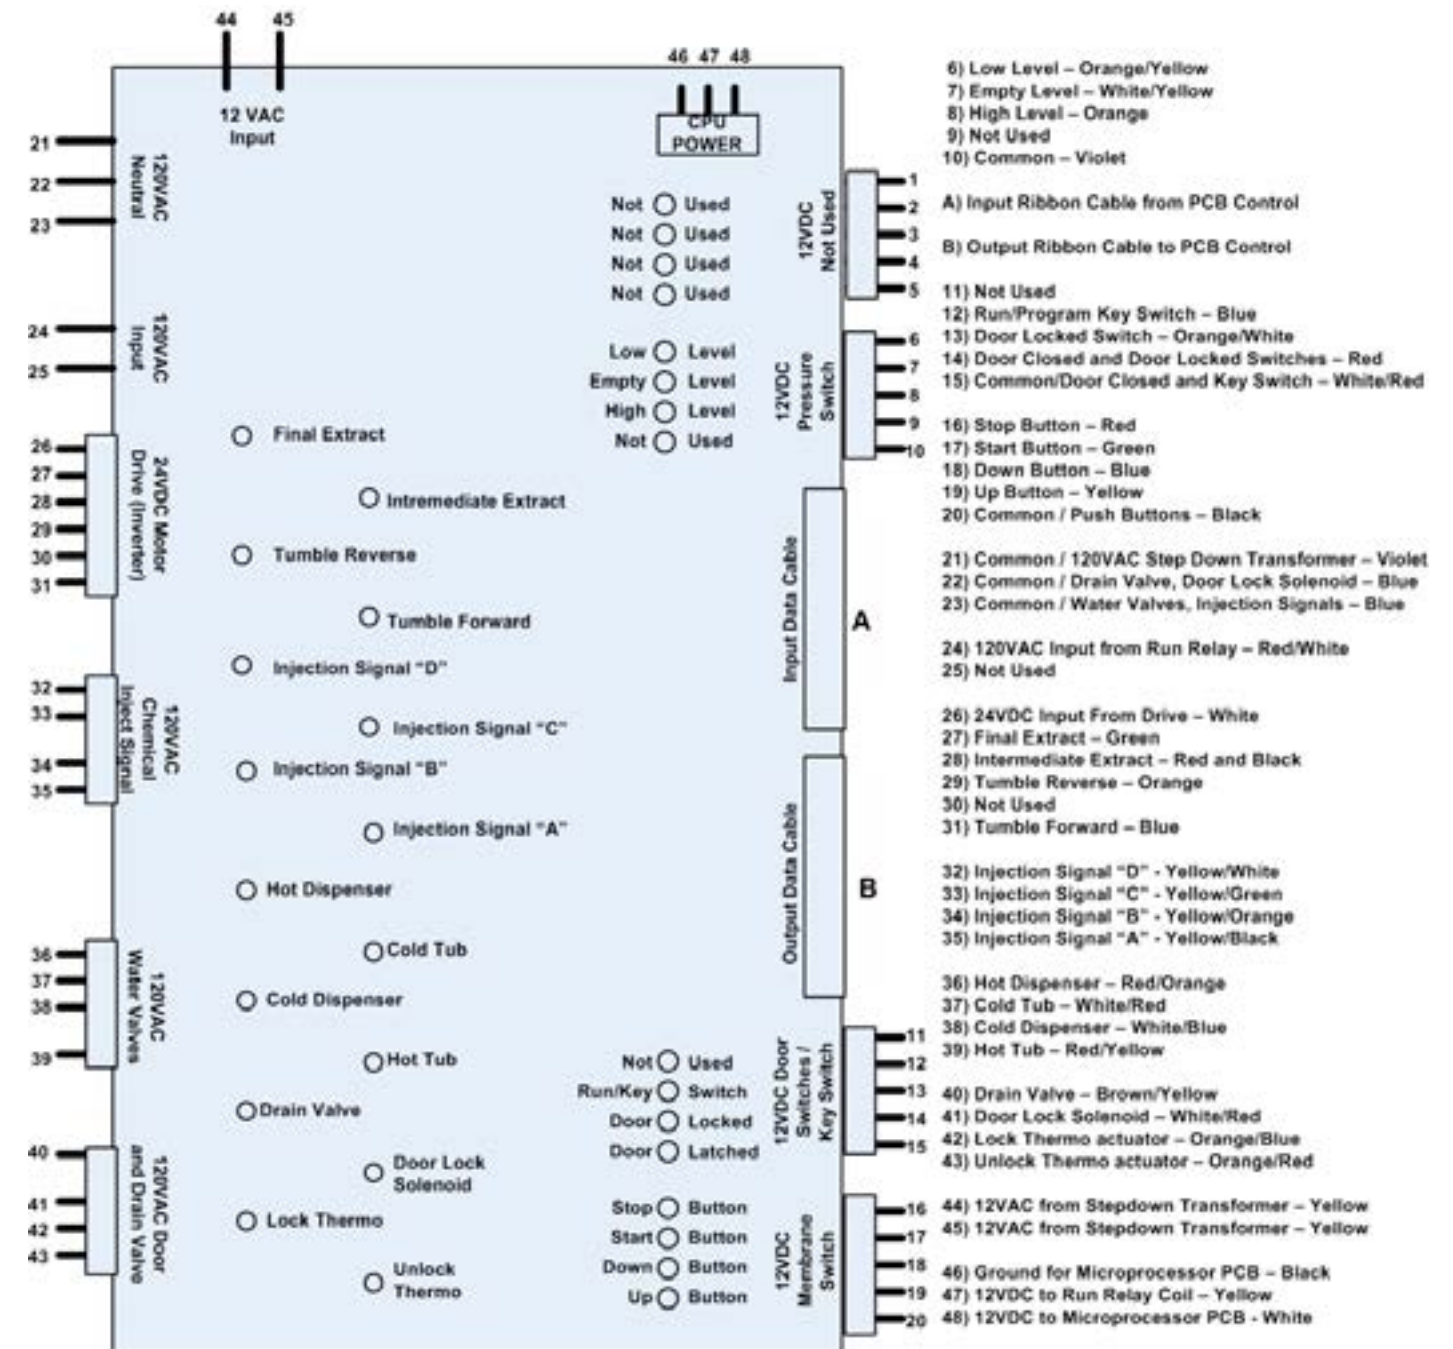 44 45
46 47 48
12 VAC
Input
CPU
POWER
21
22
23
120VAC
Neutral
24
25
120VAC
Input
26
27
28
29
30
31
24VDC Motor
Drive (Inverter)
32
33
34
35
120VAC
Chemical
Inject Signal
36
37
38
39
120VAC
Water Valves
40
41
42
43
120VAC Door
and Drain Valve
Final Extract
Intremediate Extract
Tumble Reverse
Tumble Forward
Injection Signal "D"
Injection Signal "C"
Injection Signal "B"
Injection Signal "A"
Hot Dispenser
Cold Tub
Cold Dispenser
Hot Tub
Drain Valve
Door Lock
Solenoid
Lock Thermo
Unlock
Thermo
Not Used
Not Used
Not Used
Not Used
Low Level
Empty Level
High Level
Not Used
Not Used
Run/Key Switch
Door Locked
Door Latched
Stop Button
Start Button
Down Button
Up Button
12VDC
Not Used
1
2
3
4
5
12VDC
Pressure
Switch
6
7
8
9
10
Input Data Cable
A
Output Data Cable
B
12VDC Door
Switches /
Key Switch
11
12
13
14
15
12VDC
Membrane
Switch
16
17
18
19
20
6) Low Level – Orange/Yellow
7) Empty Level – White/Yellow
8) High Level – Orange
9) Not Used
10) Common – Violet
A) Input Ribbon Cable from PCB Control
B) Output Ribbon Cable to PCB Control
11) Not Used
12) Run/Program Key Switch – Blue
13) Door Locked Switch – Orange/White
14) Door Closed and Door Locked Switches – Red
15) Common/Door Closed and Key Switch – White/Red
16) Stop Button – Red
17) Start Button – Green
18) Down Button – Blue
19) Up Button – Yellow
20) Common / Push Buttons – Black
21) Common / 120VAC Step Down Transformer – Violet
22) Common / Drain Valve, Door Lock Solenoid – Blue
23) Common / Water Valves, Injection Signals – Blue
24) 120VAC Input from Run Relay – Red/White
25) Not Used
26) 24VDC Input From Drive – White
27) Final Extract – Green
28) Intermediate Extract – Red and Black
29) Tumble Reverse – Orange
30) Not Used
31) Tumble Forward – Blue
32) Injection Signal "D" - Yellow/White
33) Injection Signal "C" - Yellow/Green
34) Injection Signal "B" - Yellow/Orange
35) Injection Signal "A" - Yellow/Black
36) Hot Dispenser – Red/Orange
37) Cold Tub – White/Red
38) Cold Dispenser – White/Blue
39) Hot Tub – Red/Yellow
40) Drain Valve – Brown/Yellow
41) Door Lock Solenoid – White/Red
42) Lock Thermo actuator – Orange/Blue
43) Unlock Thermo actuator – Orange/Red
44) 12VAC from Stepdown Transformer – Yellow
45) 12VAC from Stepdown Transformer – Yellow
46) Ground for Microprocessor PCB – Black
47) 12VDC to Run Relay Coil – Yellow
48) 12VDC to Microprocessor PCB - White